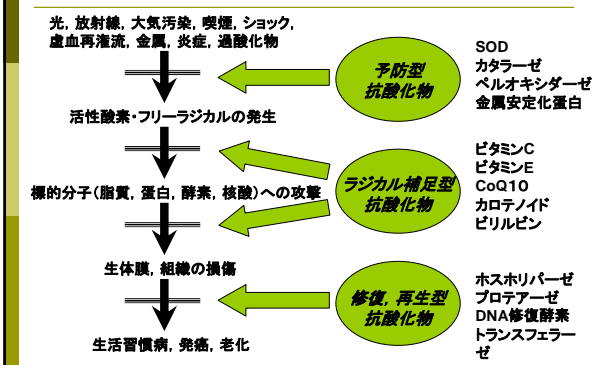 光, 放射線, 大気汚染, 喫煙, ショック,
虚血再潅流, 金属, 炎症, 過酸化物
予防型
抗酸化物
SOD
カタラーゼ
ペルオキシダーゼ
金属安定化蛋白
活性酸素・フリーラジカルの発生
ラジカル補足型
抗酸化物
ビタミンC
ビタミンE
CoQ10
カロテノイド
ビリルビン
標的分子(脂質, 蛋白, 酵素, 核酸)への攻撃
生体膜, 組織の損傷
修復, 再生型
抗酸化物
ホスホリパーゼ
プロテアーゼ
DNA修復酵素
トランスフェラー
ゼ
生活習慣病, 発癌, 老化